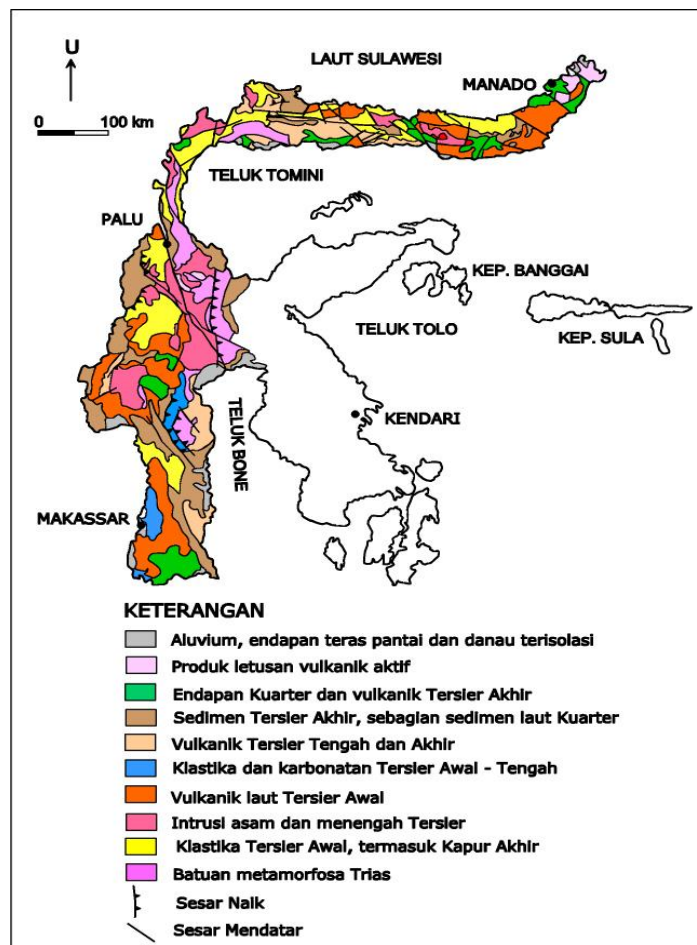 U
0 100 km
LAUT SULAWESI
MANADO
TELUK TOMINI
PALU
KEP. BANGGAI
TELUK TOLO
KEP. SULA
TELUK BONE
KENDARI
MAKASSAR
KETERANGAN
Aluvium, endapan teras pantai dan danau terisolasi
Produk letusan vulkanik aktif
Endapan Kuarter dan vulkanik Tersier Akhir
Sedimen Tersier Akhir, sebagian sedimen laut Kuarter
Vulkanik Tersier Tengah dan Akhir
Klastika dan karbonatan Tersier Awal - Tengah
Vulkanik laut Tersier Awal
Intrusi asam dan menengah Tersier
Klastika Tersier Awal, termasuk Kapur Akhir
Batuan metamorfosa Trias
Sesar Naik
Sesar Mendatar